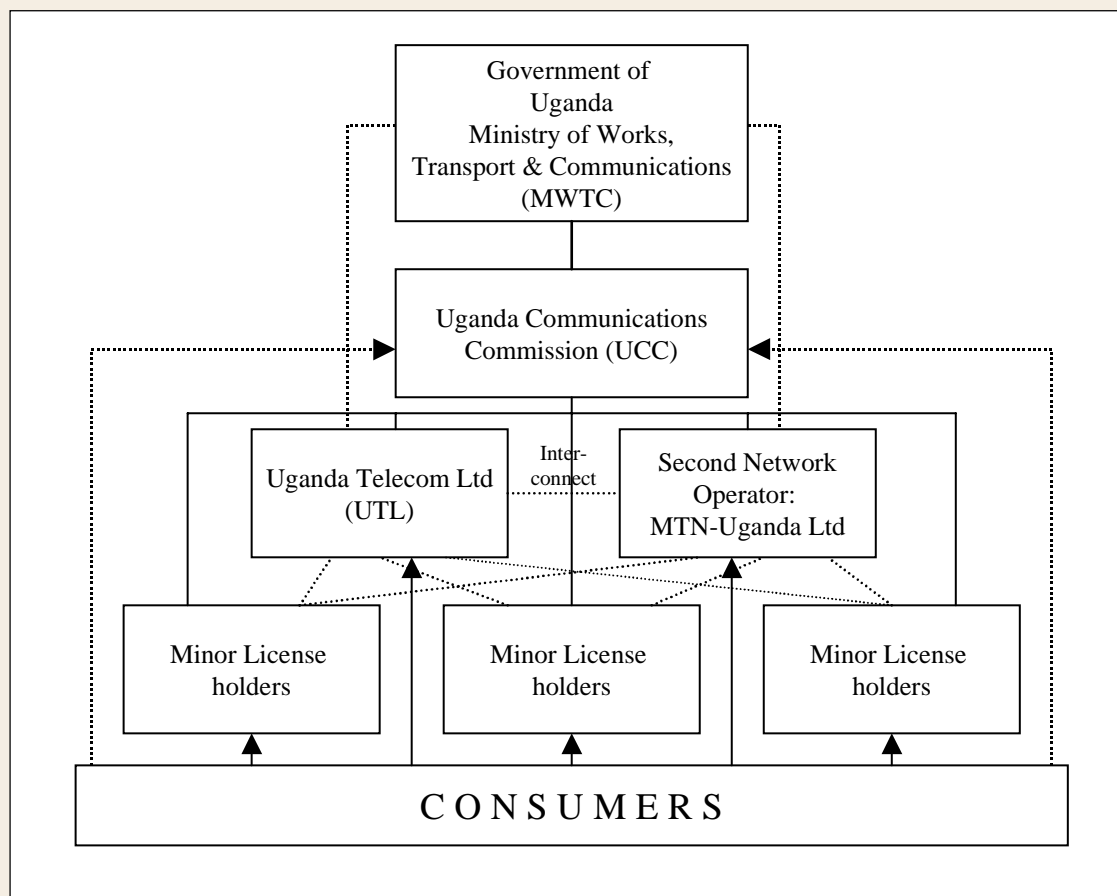 Government of
Uganda
Ministry of Works,
Transport & Communications
(MWTC)
Uganda Communications
Commission (UCC)
Uganda Telecom Ltd
(UTL)
Inter-
connect
Second Network
Operator:
MTN-Uganda Ltd
Minor License
holders
Minor License
holders
Minor License
holders
C O N S U M E R S